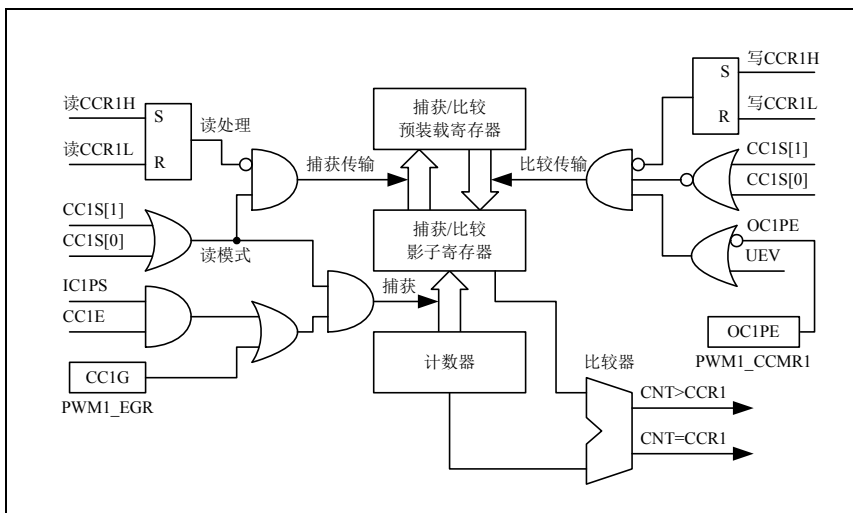 读CCR1H
读CCR1L
S
R
读处理
捕获/比较
预装载寄存器
S
R
写CCR1H
写CCR1L
捕获传输
比较传输
CC1S[1]
CC1S[0]
CC1S[1]
CC1S[0]
读模式
捕获/比较
影子寄存器
OC1PE
UEV
IC1PS
CC1E
捕获
CC1G
PWM1_EGR
计数器
比较器
OC1PE
PWM1_CCMR1
CNT>CCR1
CNT=CCR1